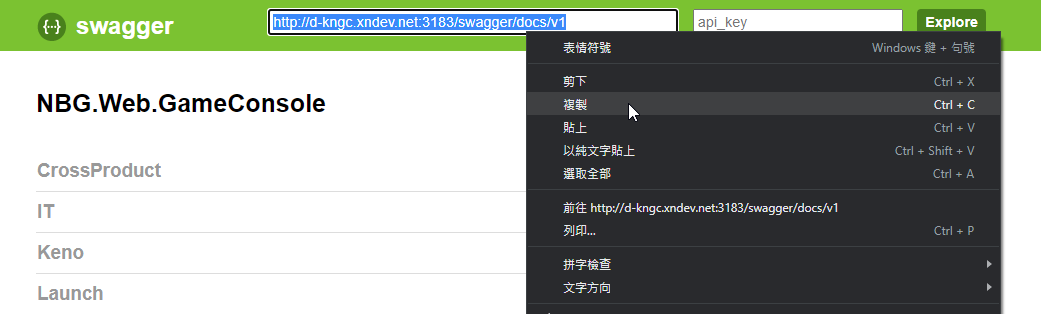 {··} swagger http://d-kngc.xndev.net:3183/swagger/docs/v1 api_key Explore
表情符號 Windows 鍵 + 句號
剪下 Ctrl + X
NBG.Web.GameConsole
複製 Ctrl + C
貼上 Ctrl + V
以純文字貼上 Ctrl + Shift + V
CrossProduct
選取全部 Ctrl + A
IT
前往 http://d-kngc.xndev.net:3183/swagger/docs/v1
列印... Ctrl + P
Keno
拼字檢查
文字方向
Launch